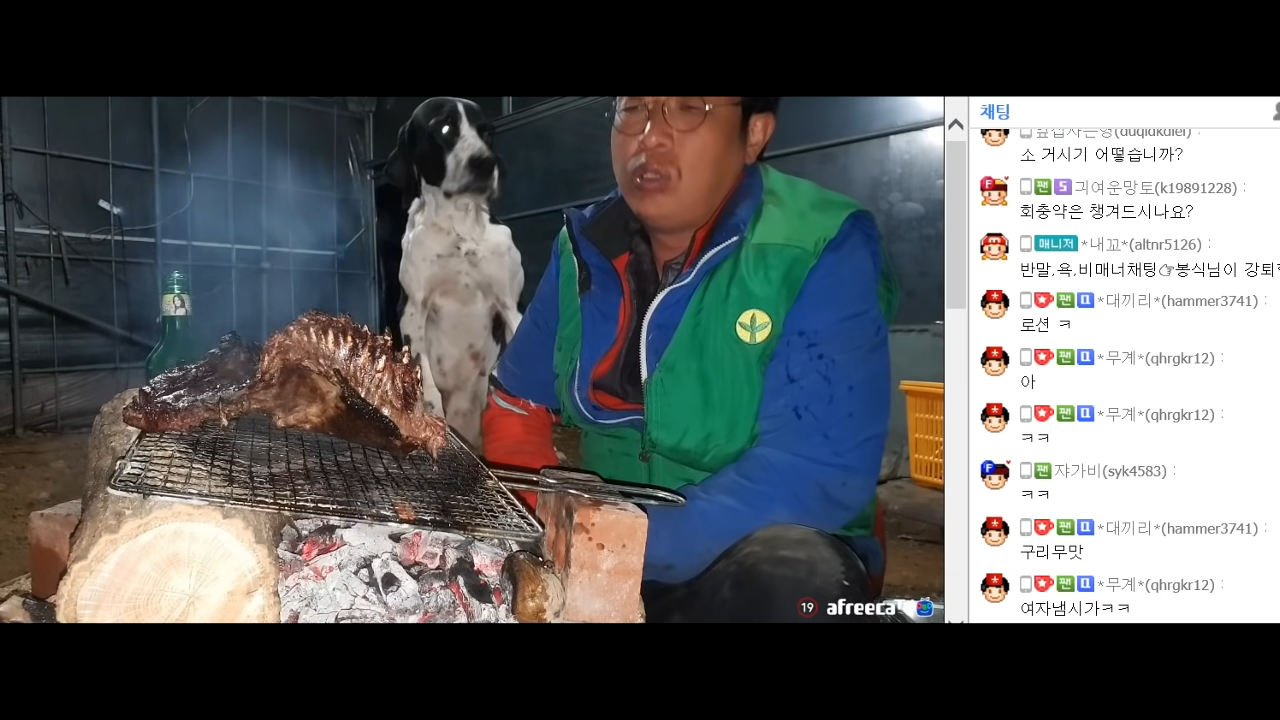 채팅
소 거시기 어떻습니까?
팬 S 긔여운망토(k19891228) :
회충약은 챙겨드시나요?
매니저 *내꼬*(altnr5126) :
반말,욕,비매너채팅☞봉식님이 강퇴
팬 *대끼리*(hammer3741) :
로션 ㅋ
팬 *무계*(qhrgkr12) :
아
팬 *무계*(qhrgkr12) :
ㅋㅋ
F 팬 쟈가비(syk4583) :
ㅋㅋ
팬 *대끼리*(hammer3741) :
구리무맛
팬 *무계*(qhrgkr12) :
여자냄시가ㅋㅋ
19 afreecaTV